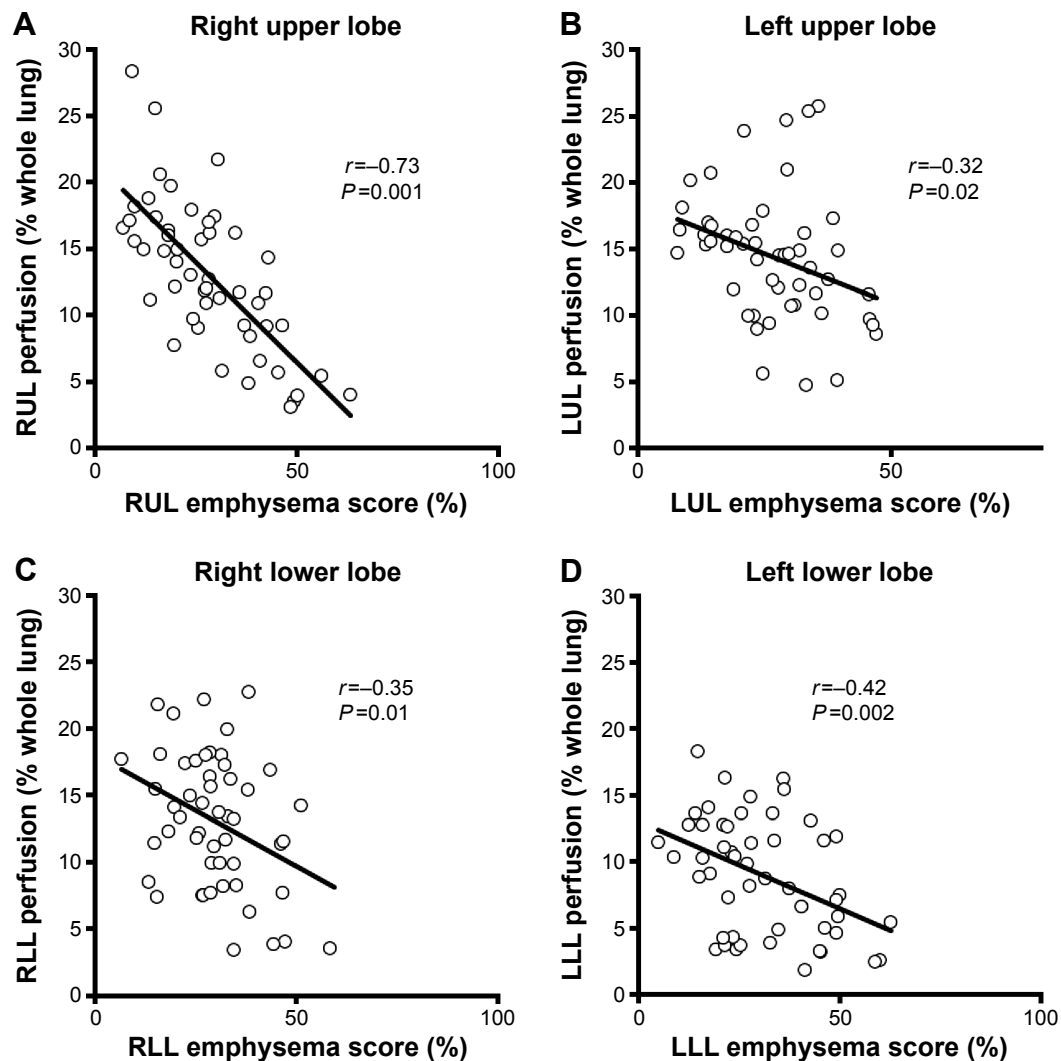 A
Right upper lobe
RUL perfusion (% whole lung)
30
25
20
15
10
5
0
r=–0.73
P=0.001
0
50
100
RUL emphysema score (%)
B
Left upper lobe
LUL perfusion (% whole lung)
30
25
20
15
10
5
0
r=–0.32
P=0.02
0
50
LUL emphysema score (%)
C
Right lower lobe
RLL perfusion (% whole lung)
30
25
20
15
10
5
0
r=–0.35
P=0.01
0
50
100
RLL emphysema score (%)
D
Left lower lobe
LLL perfusion (% whole lung)
30
25
20
15
10
5
0
r=–0.42
P=0.002
0
50
100
LLL emphysema score (%)